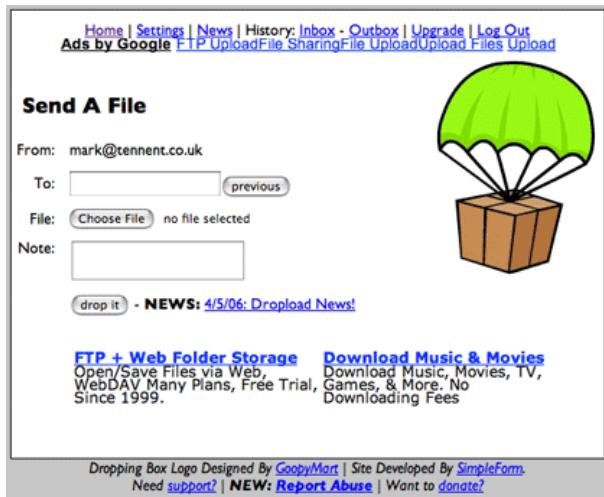 Home | Settings | News | History: Inbox - Outbox | Upgrade | Log Out
Ads by Google FTP UploadFile SharingFile UploadUpload Files Upload
Send A File
From: mark@tennent.co.uk
To: previous
File: Choose File no file selected
Note:
drop it - NEWS: 4/5/06: Dropload News!
FTP + Web Folder Storage
Open/Save Files via Web,
WebDAV Many Plans, Free Trial,
Since 1999.
Download Music & Movies
Download Music, Movies, TV,
Games, & More. No
Downloading Fees
Dropping Box Logo Designed By GoopyMart | Site Developed By SimpleForm.
Need support? | NEW: Report Abuse | Want to donate?